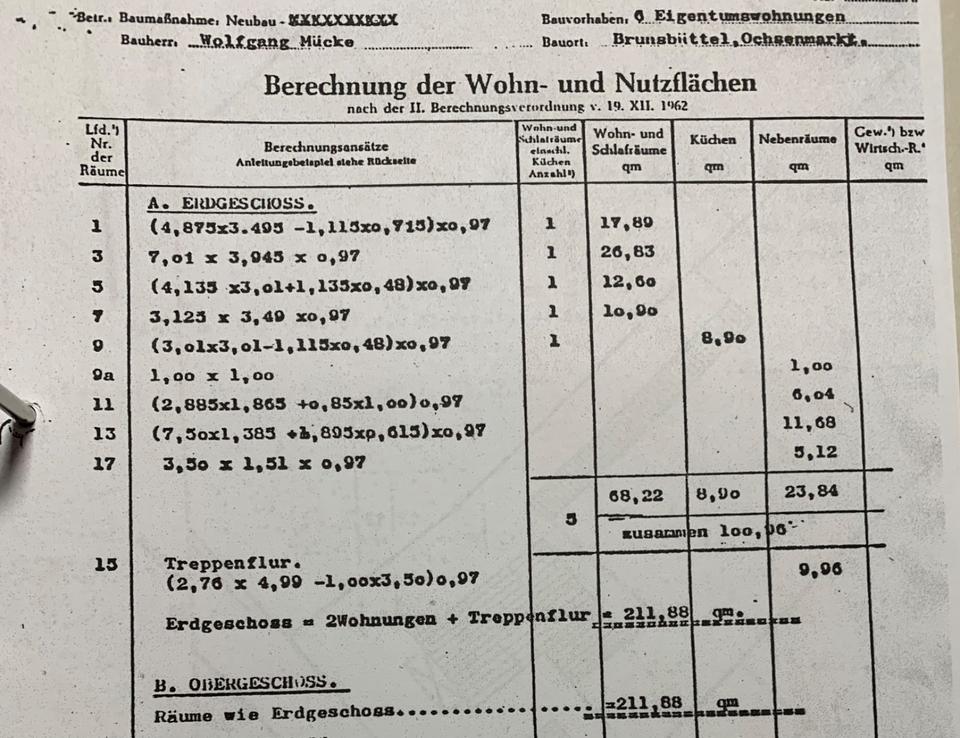 Betr.: Baumaßnahme: Neubau - XXXXXXXXXX
Bauvorhaben: 6 Eigentumswohnungen
Bauherr: Wolfgang Mücke
Bauort: Brunsbüttel,Ochsenmarkt.
Berechnung der Wohn- und Nutzflächen
nach der II. Berechnungsverordnung v. 19. XII. 1962
Lfd.¹) Nr. der Räume
Berechnungsansätze
Anleitungsbeispiel siehe Rückseite
Wohn-und Schlafräume einschl. Küchen Anzahl²)
Wohn- und Schlafräume qm
Küchen qm
Nebenräume qm
Gew.⁴) bzw Wirtsch.-R.⁴ qm
A. ERDGESCHOSS.
1 (4,875x3.495 -1,115xo,715)xo,97 1 17,89
3 7,o1 x 3,945 x o,97 1 26,83
5 (4,135 x3,o1+1,135xo,48)xo,97 1 12,6o
7 3,125 x 3,49 xo,97 1 1o,9o
9 (3,o1x3,o1-1,115xo,48)xo,97 1 8,9o
9a 1,oo x 1,oo 1,oo
11 (2,885x1,865 +o,85x1,oo)o,97 6,o4
13 (7,5ox1,385 + ,895xp,615)xo,97 11,68
17 3,5o x 1,51 x o,97 5,12
5 68,22 8,9o 23,84
zusammen 1oo,96
15 Treppenflur.
(2,76 x 4,99 -1,oox3,5o)o,97 9,96
Erdgeschoss = 2Wohnungen + Treppenflur = 211,88 qm.
B. OBERGESCHOSS.
Räume wie Erdgeschoss.................=211,88 qm